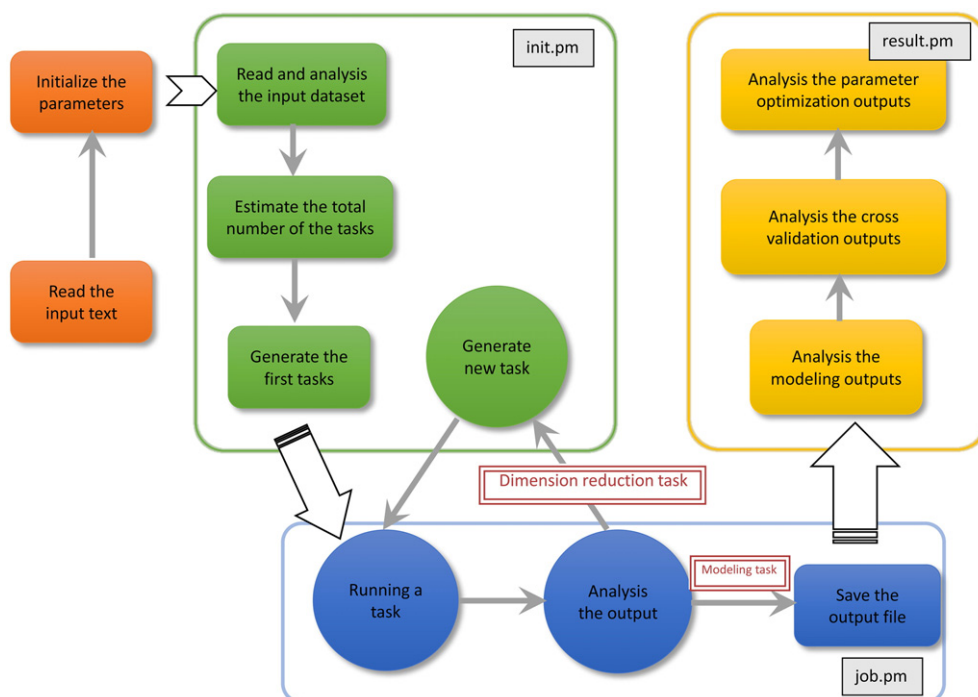 init.pm
result.pm
Initialize the
parameters
Read and analysis
the input dataset
Analysis the parameter
optimization outputs
Estimate the total
number of the tasks
Analysis the cross
validation outputs
Read the
input text
Generate the
first tasks
Generate
new task
Analysis the
modeling outputs
Dimension reduction task
Running a
task
Analysis
the output
Modeling task
Save the
output file
job.pm